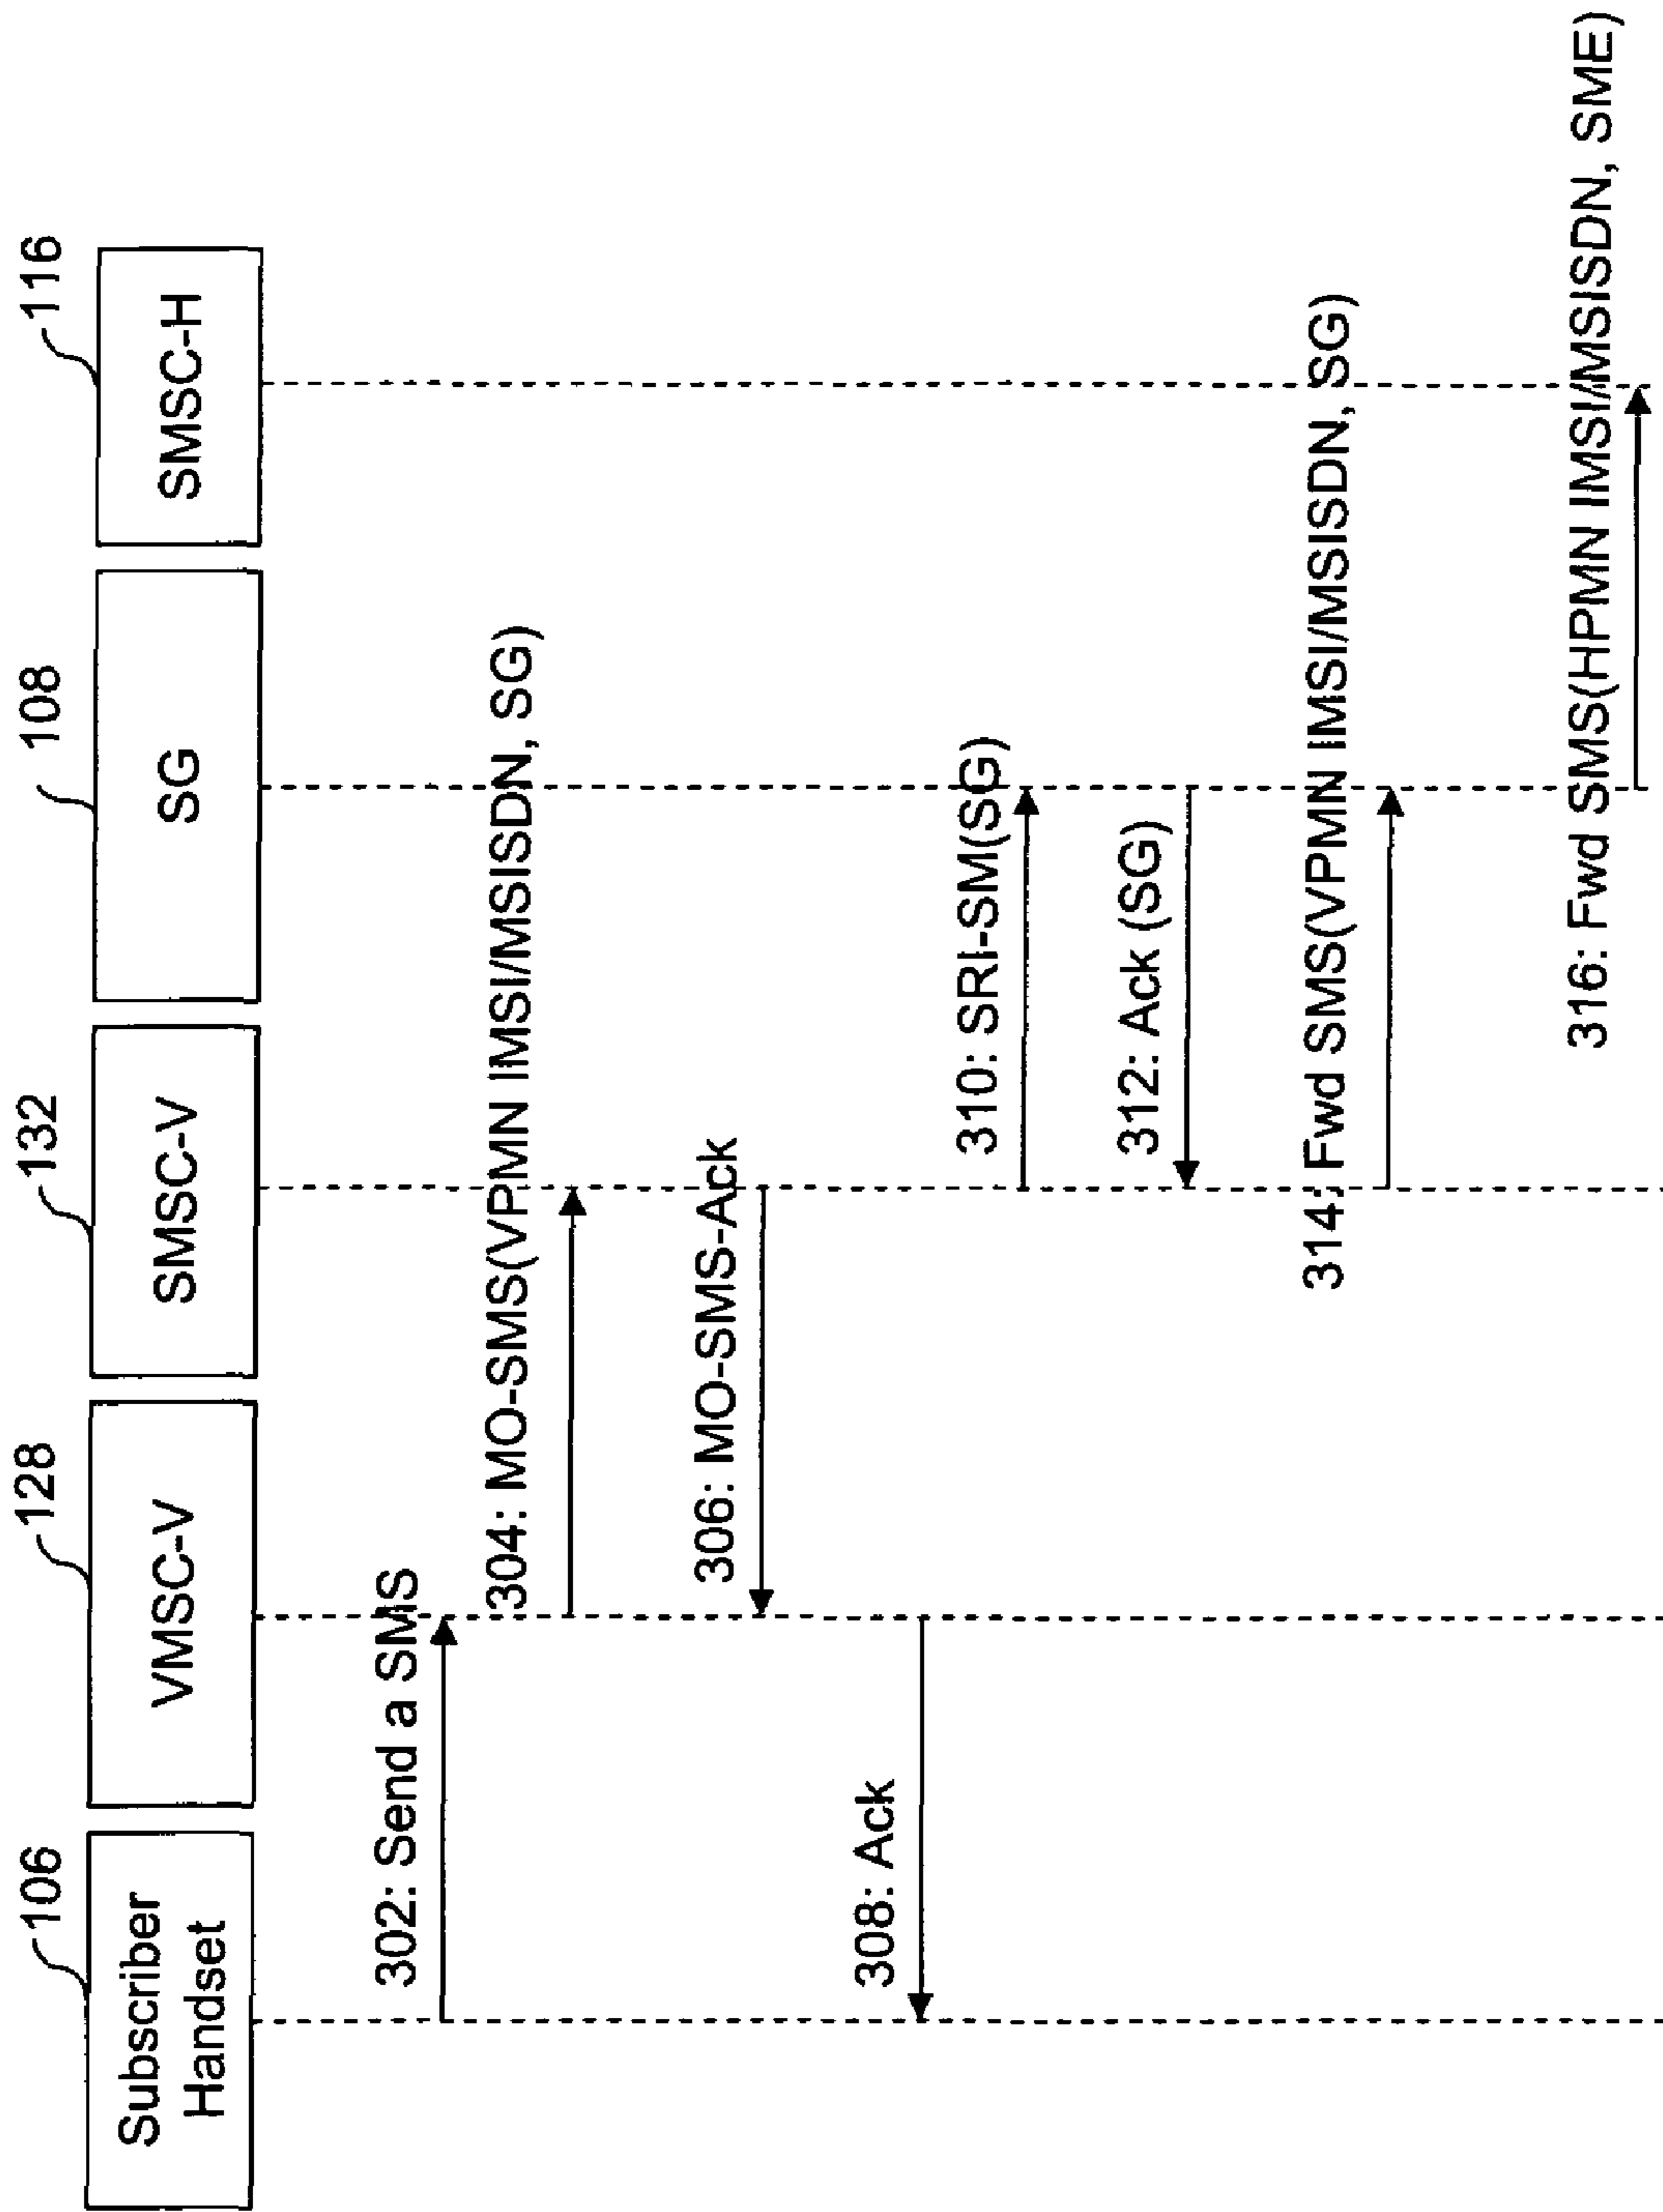 106
128
132
108
116
Subscriber
Handset
VMSC-V
SMSC-V
SG
SMSC-H
302: Send a SMS
304: MO-SMS(VPMN IMSI/MSISDN, SG)
306: MO-SMS-Ack
308: Ack
310: SRI-SM(SG)
312: Ack (SG)
314: Fwd SMS(VPMN IMSI/MSISDN, SG)
316: Fwd SMS(HPMN IMSI/MSISDN, SME)